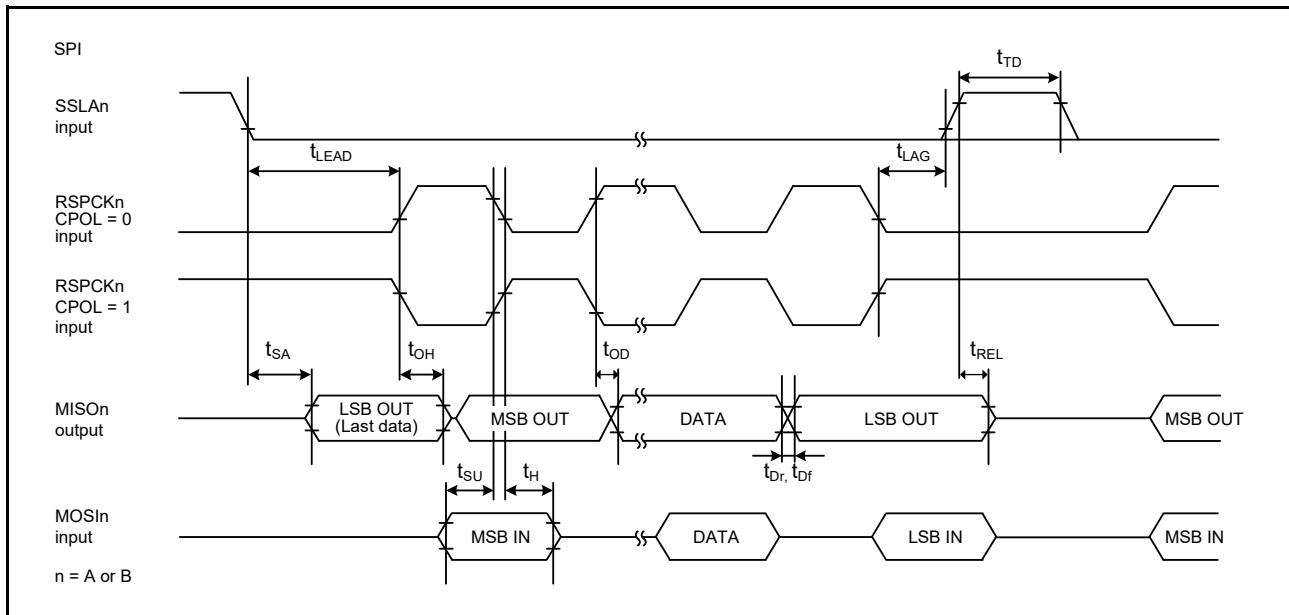 SPI
SSLAn
input
tTD
tLEAD
tLAG
RSPCKn
CPOL = 0
input
RSPCKn
CPOL = 1
input
tSA
tOH
tOD
tREL
MISOn
output
LSB OUT
(Last data)
MSB OUT
DATA
LSB OUT
MSB OUT
tSU
tH
tDr, tDf
MOSIn
input
MSB IN
DATA
LSB IN
MSB IN
n = A or B